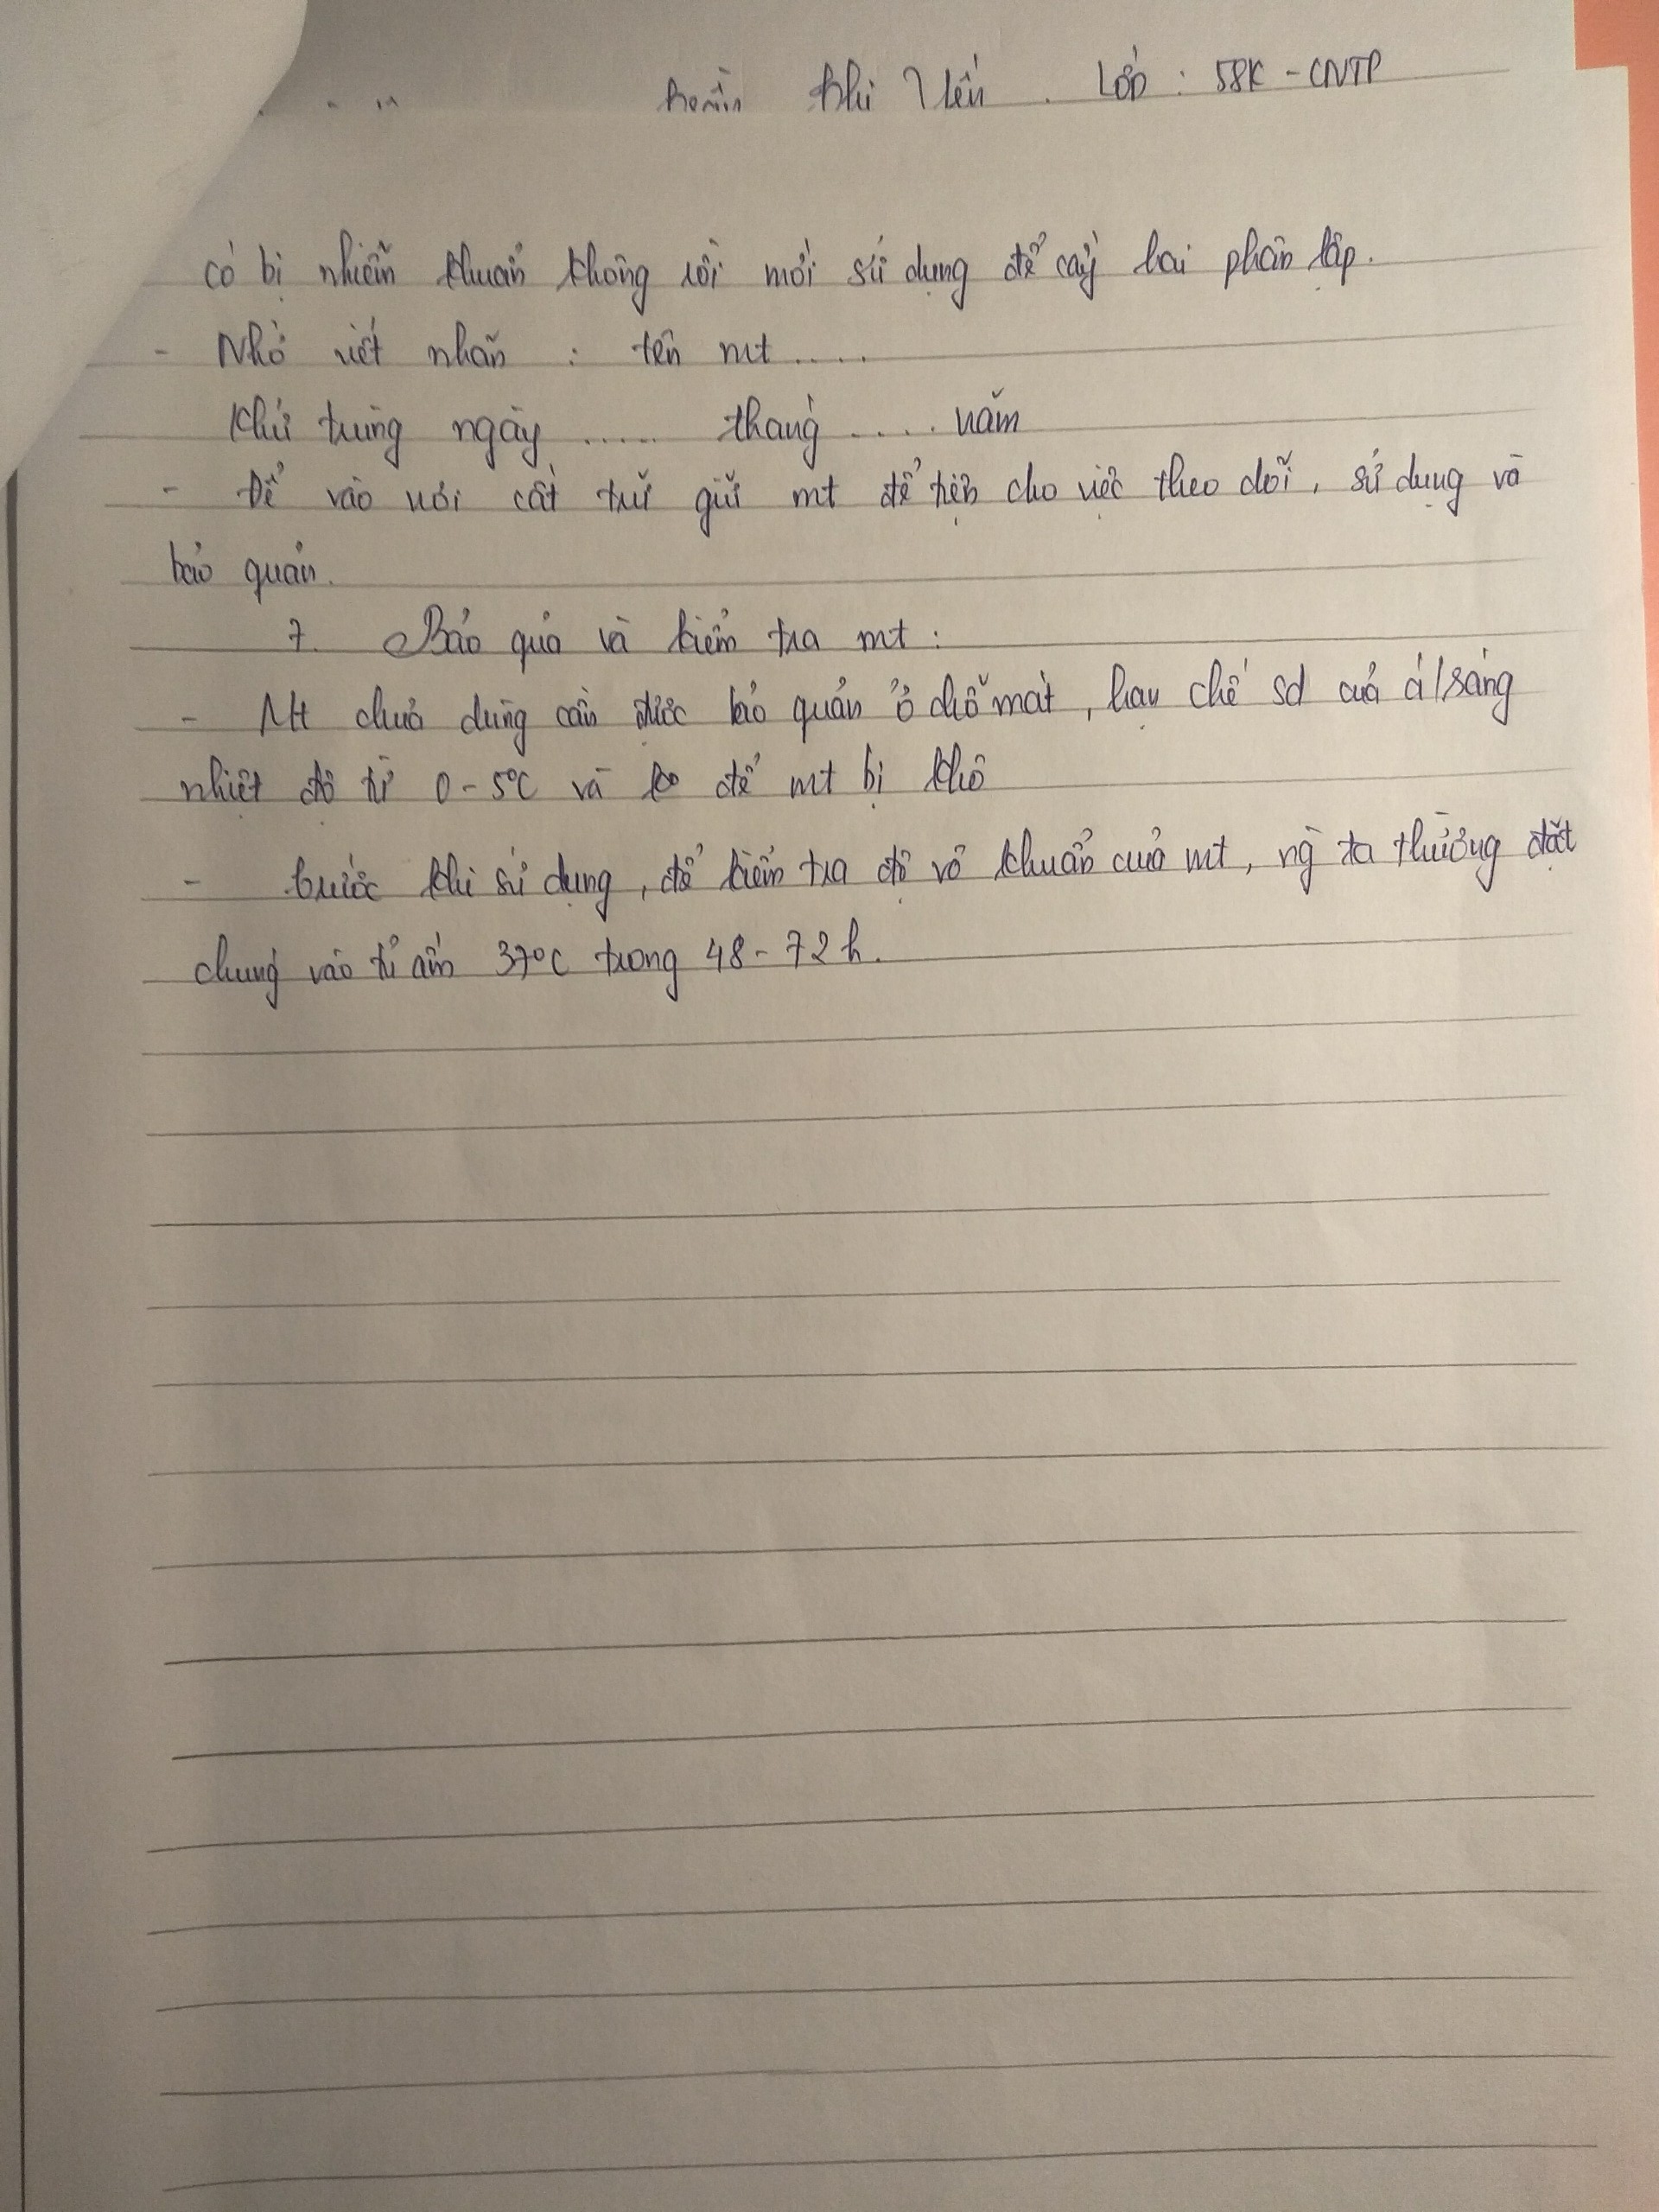 Thị Yến . Lớp : 58K - CNTP
có bị nhiễm khuẩn không rồi mới sử dụng để cấy hai phân lập.
- Nhớ viết nhãn : tên mt ....
Khử trùng ngày ..... tháng .... năm
- Để vào nơi cất trữ giữ mt để tiện cho việc theo dõi, sử dụng và
bảo quản.
7. Bảo quả và kiểm tra mt :
- Mt chưa dùng cần được bảo quản ở chỗ mát, hạn chế sd của á/sáng
nhiệt độ từ 0 - 5°C và ko để mt bị khô
- Trước khi sử dụng, để kiểm tra độ vô khuẩn của mt, ng ta thường đặt
chúng vào tủ ấm 37°C trong 48 - 72 h.